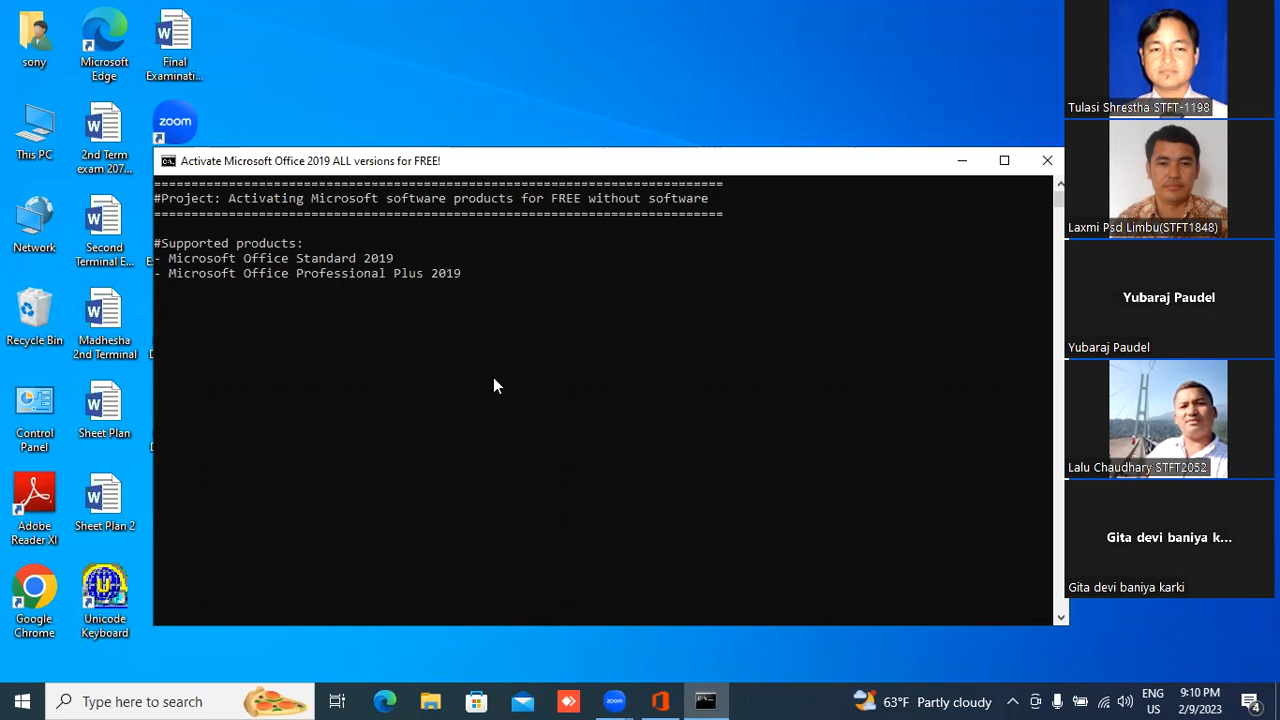 sony
Microsoft
Edge
Final
Examinati...
zoom
This PC
2nd Term
exam 207...
Network
Second
Terminal E...
Recycle Bin
Madhesha
2nd Terminal
Control
Panel
Sheet Plan
Adobe
Reader XI
Sheet Plan 2
Google
Chrome
Unicode
Keyboard
Activate Microsoft Office 2019 ALL versions for FREE!
#Project: Activating Microsoft software products for FREE without software
#Supported products:
- Microsoft Office Standard 2019
- Microsoft Office Professional Plus 2019
Tulasi Shrestha STFT-1198
Laxmi Psd Limbu(STFT1848)
Yubaraj Paudel
Yubaraj Paudel
Lalu Chaudhary STFT2052
Gita devi baniya k...
Gita devi baniya karki
Type here to search
zoom
63°F Partly cloudy
ENG
US
9:10 PM
2/9/2023
4